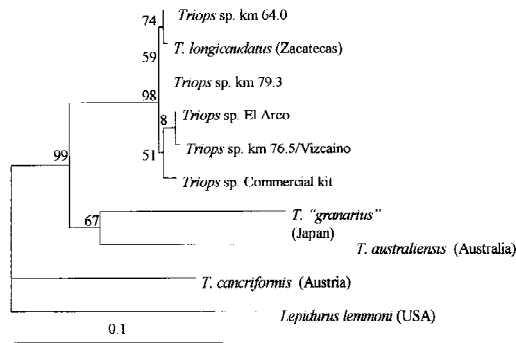 74
Triops sp. km 64.0
T. longicaudatus (Zacatecas)
59
Triops sp. km 79.3
98
Triops sp. El Arco
8
Triops sp. km 76.5/Vizcaino
51
Triops sp. Commercial kit
99
T. "granarius"
(Japan)
67
T. australiensis (Australia)
T. cancriformis (Austria)
Lepidurus lemmoni (USA)
0.1